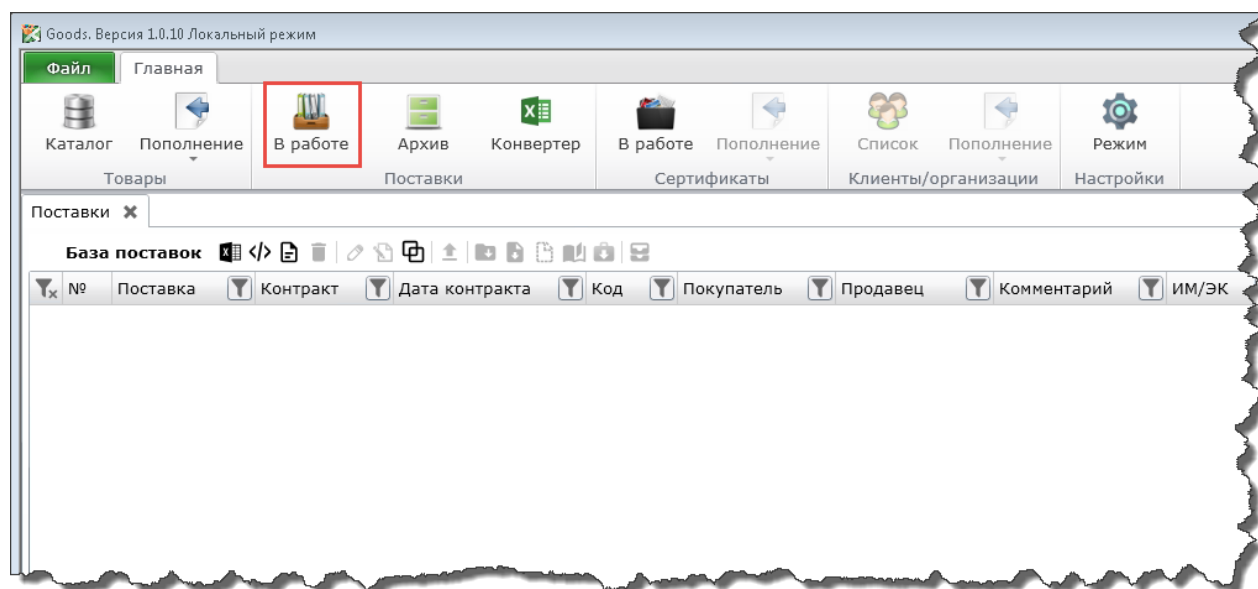 Goods. Версия 1.0.10 Локальный режим
Файл Главная
Каталог Пополнение В работе Архив Конвертер В работе Пополнение Список Пополнение Режим
Товары Поставки Сертификаты Клиенты/организации Настройки
Поставки
База поставок
№ Поставка Контракт Дата контракта Код Покупатель Продавец Комментарий ИМ/ЭК